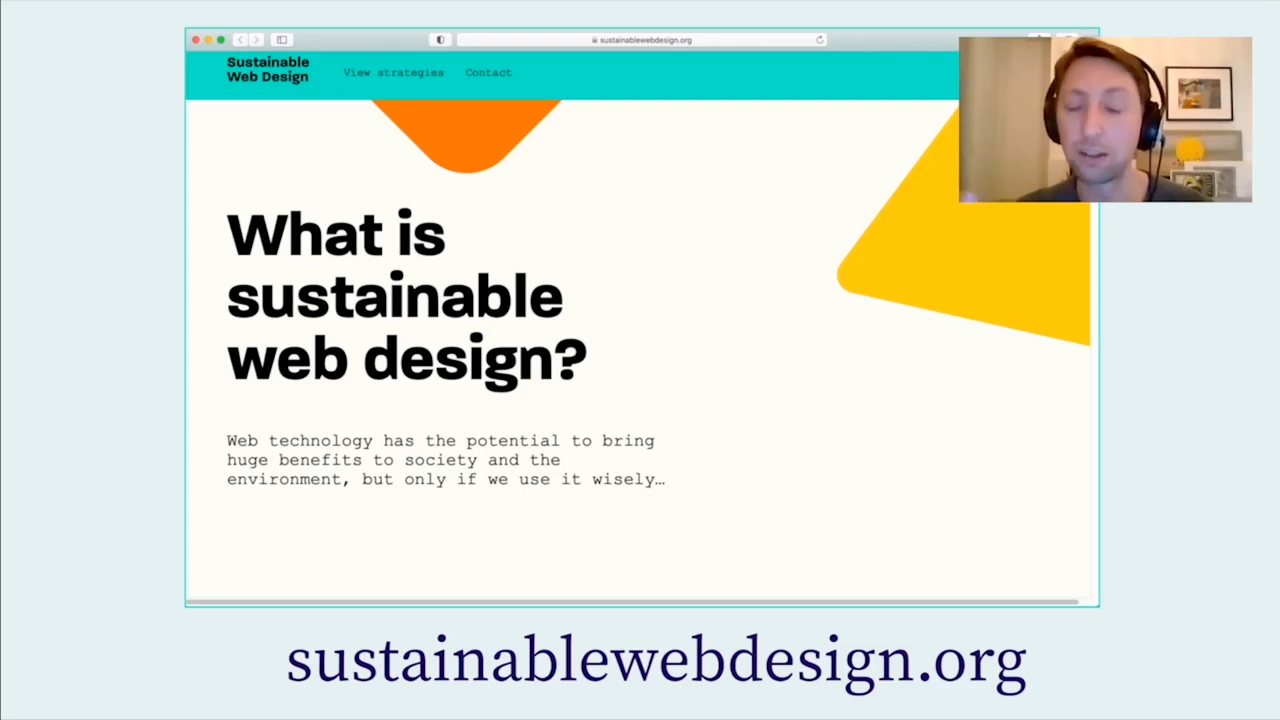 sustainablewebdesign.org
Sustainable
Web Design
View strategies
Contact
What is
sustainable
web design?
Web technology has the potential to bring
huge benefits to society and the
environment, but only if we use it wisely…
sustainablewebdesign.org